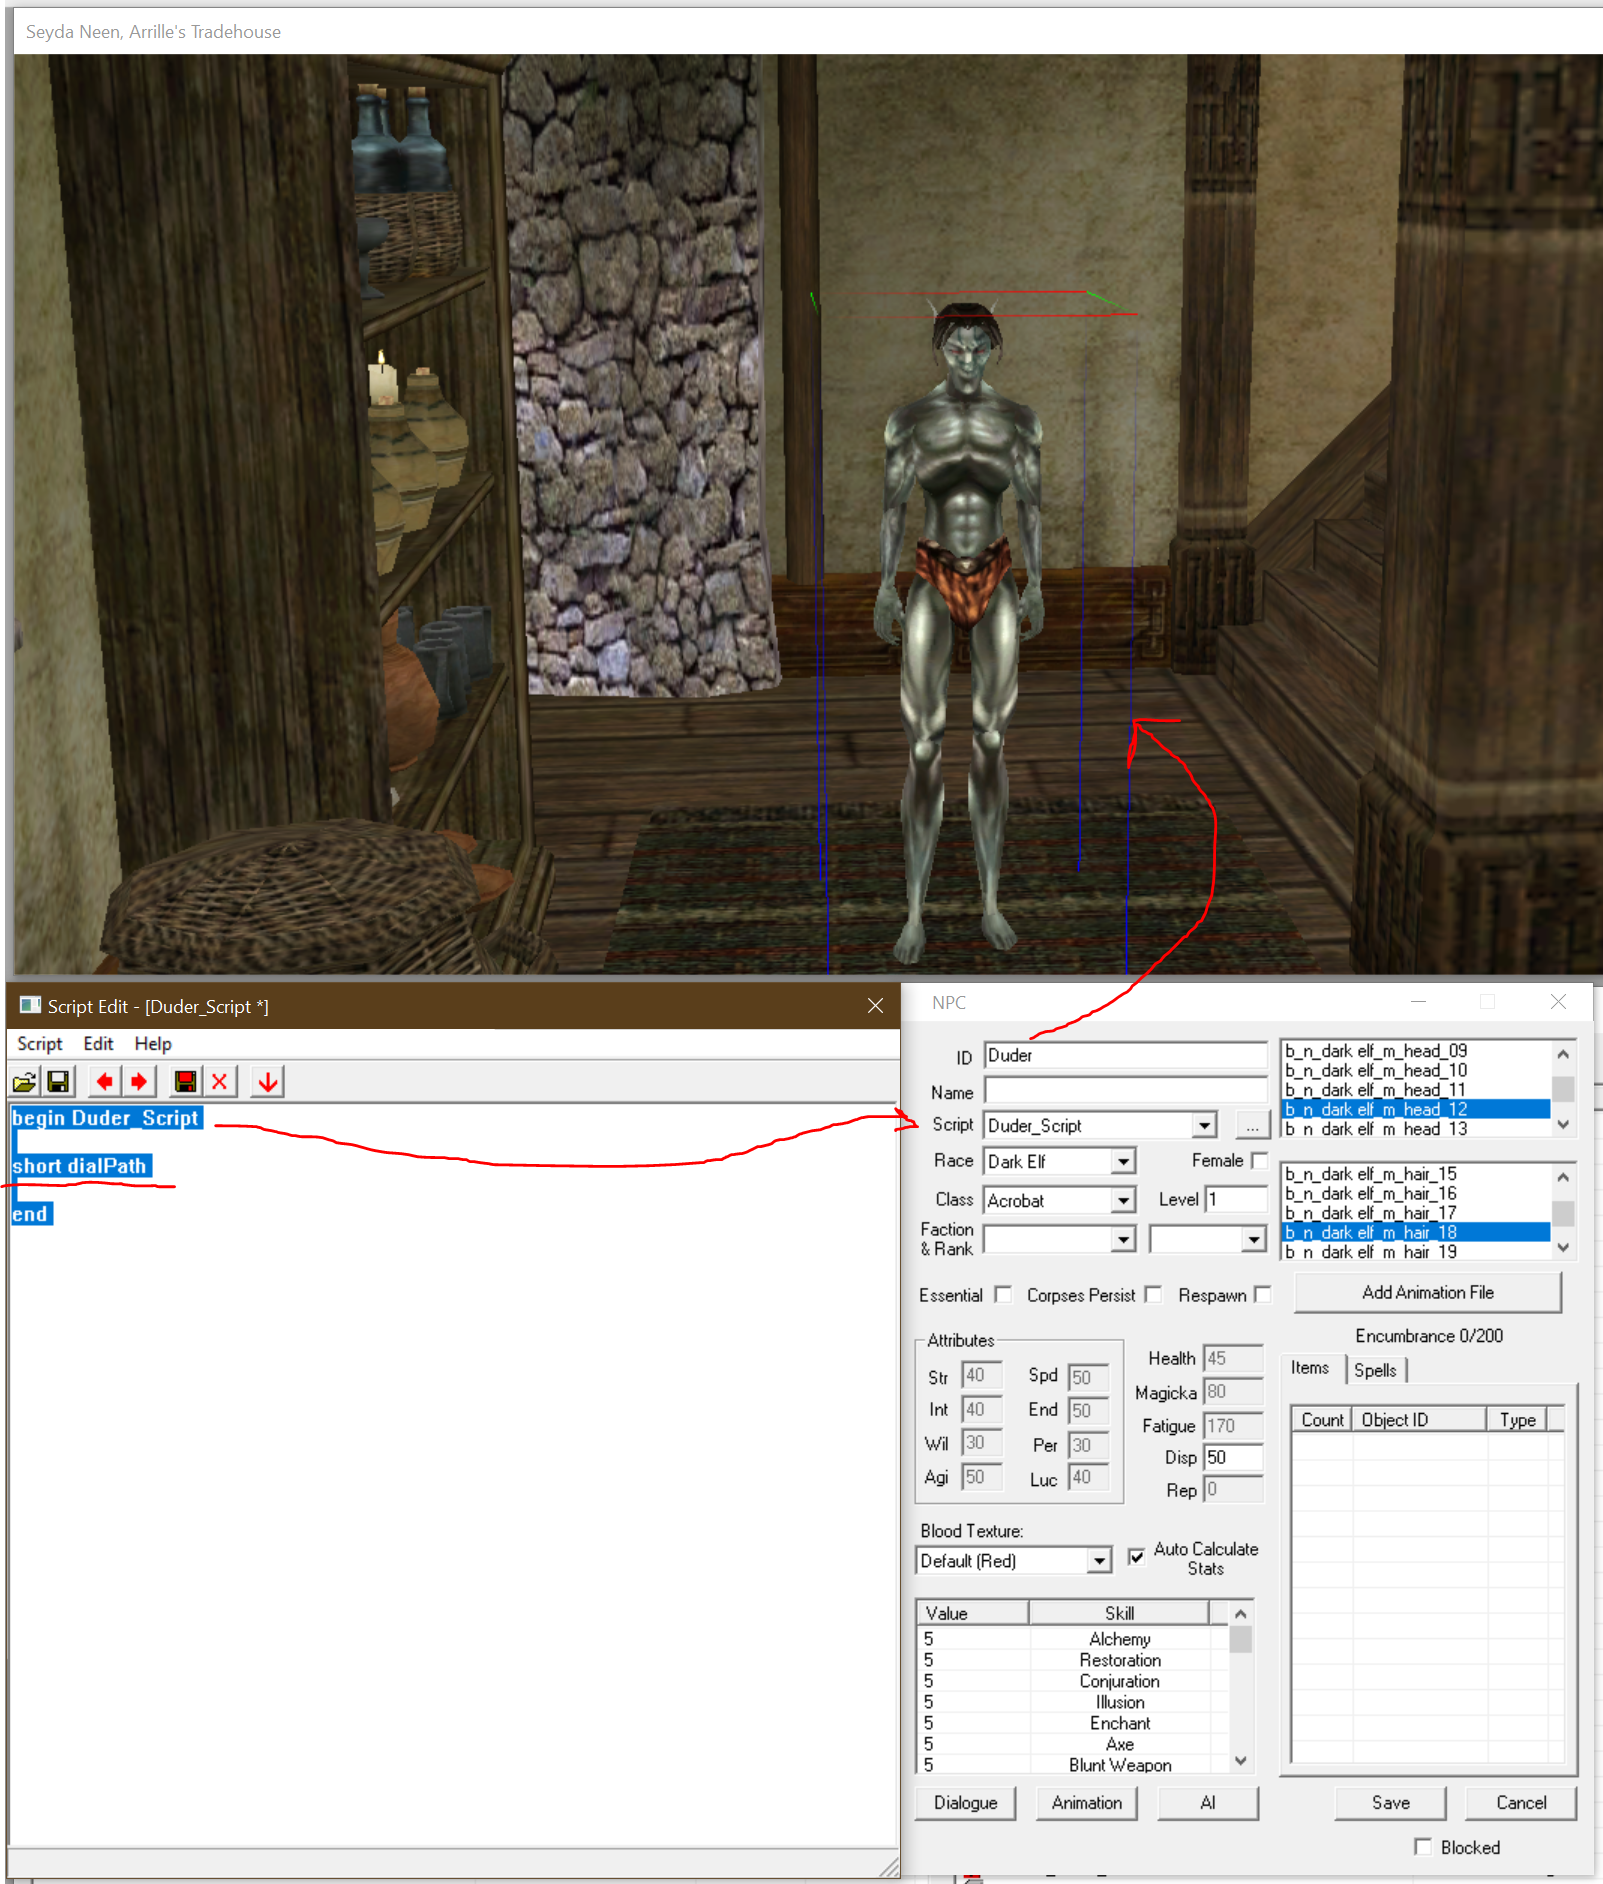 Seyda Neen, Arrille's Tradehouse
Script Edit - [Duder_Script *]
Script Edit Help
begin Duder_Script
short dialPath
end
NPC
ID Duder
Name
Script Duder_Script ...
Race Dark Elf Female
Class Acrobat Level 1
Faction
& Rank
Essential Corpses Persist Respawn
b_n_dark elf_m_head_09
b_n_dark elf_m_head_10
b_n_dark elf_m_head_11
b_n_dark elf_m_head_12
b_n_dark elf_m_head_13
b_n_dark elf_m_hair_15
b_n_dark elf_m_hair_16
b_n_dark elf_m_hair_17
b_n_dark elf_m_hair_18
b_n_dark elf_m_hair_19
Add Animation File
Encumbrance 0/200
Attributes
Str 40 Spd 50
Int 40 End 50
Wil 30 Per 30
Agi 50 Luc 40
Health 45
Magicka 80
Fatigue 170
Disp 50
Rep 0
Items Spells
Count Object ID Type
Blood Texture:
Default (Red)
Auto Calculate
Stats
Value Skill
5 Alchemy
5 Restoration
5 Conjuration
5 Illusion
5 Enchant
5 Axe
5 Blunt Weapon
Dialogue Animation AI Save Cancel
Blocked